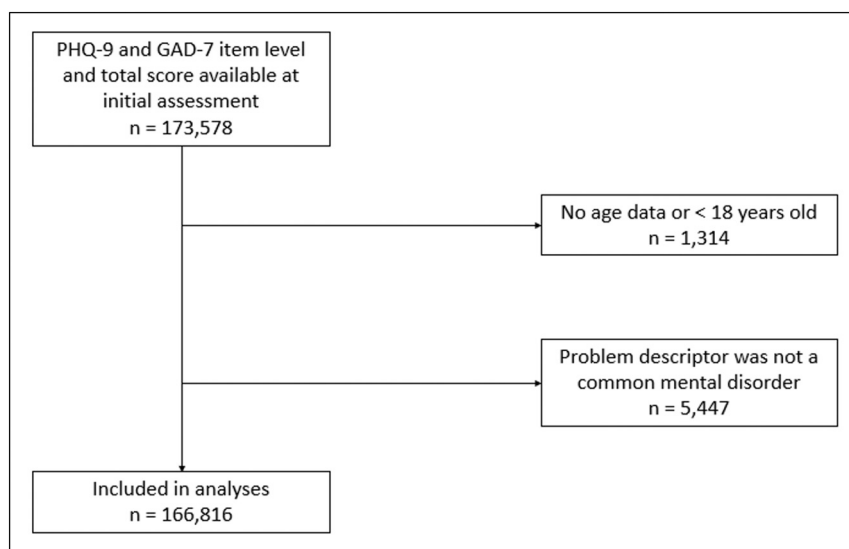 PHQ-9 and GAD-7 item level
and total score available at
initial assessment
n = 173,578
No age data or < 18 years old
n = 1,314
Problem descriptor was not a
common mental disorder
n = 5,447
Included in analyses
n = 166,816